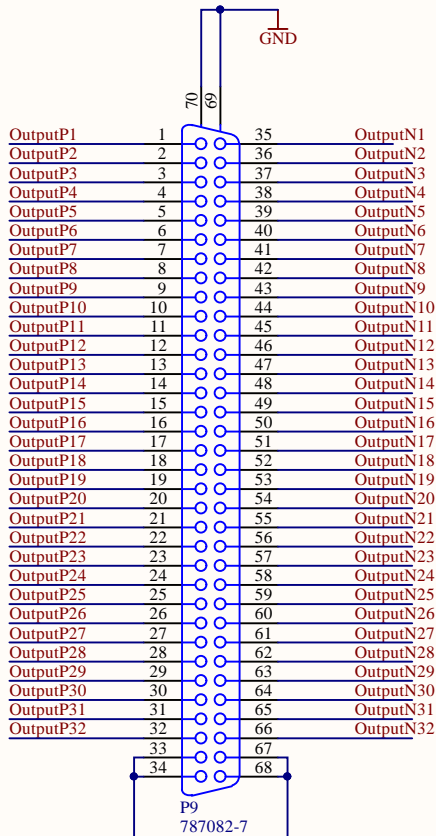 GND
70 69
OutputP1 1 35 OutputN1
OutputP2 2 36 OutputN2
OutputP3 3 37 OutputN3
OutputP4 4 38 OutputN4
OutputP5 5 39 OutputN5
OutputP6 6 40 OutputN6
OutputP7 7 41 OutputN7
OutputP8 8 42 OutputN8
OutputP9 9 43 OutputN9
OutputP10 10 44 OutputN10
OutputP11 11 45 OutputN11
OutputP12 12 46 OutputN12
OutputP13 13 47 OutputN13
OutputP14 14 48 OutputN14
OutputP15 15 49 OutputN15
OutputP16 16 50 OutputN16
OutputP17 17 51 OutputN17
OutputP18 18 52 OutputN18
OutputP19 19 53 OutputN19
OutputP20 20 54 OutputN20
OutputP21 21 55 OutputN21
OutputP22 22 56 OutputN22
OutputP23 23 57 OutputN23
OutputP24 24 58 OutputN24
OutputP25 25 59 OutputN25
OutputP26 26 60 OutputN26
OutputP27 27 61 OutputN27
OutputP28 28 62 OutputN28
OutputP29 29 63 OutputN29
OutputP30 30 64 OutputN30
OutputP31 31 65 OutputN31
OutputP32 32 66 OutputN32
33 67
34 68
P9
787082-7